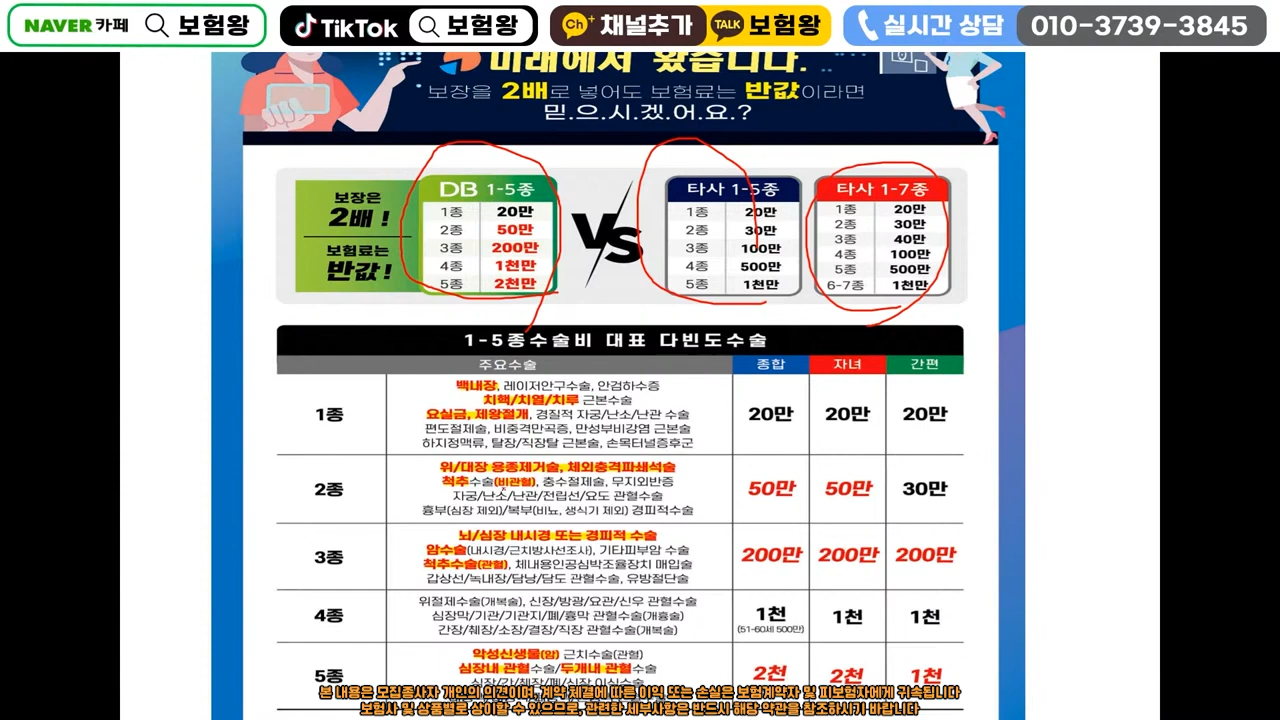 NAVER 카페 보험왕 TikTok 보험왕 Ch+ 채널추가 TALK 보험왕 실시간 상담 010-3739-3845
미래에서 왔습니다.
보장을 2배로 넣어도 보험료는 반값이라면
믿.으.시.겠.어.요.?
보장은
2배!
보험료는
반값!
DB 1-5종
1종 20만
2종 50만
3종 200만
4종 1천만
5종 2천만
VS
타사 1-5종
1종 20만
2종 30만
3종 100만
4종 500만
5종 1천만
타사 1-7종
1종 20만
2종 30만
3종 40만
4종 100만
5종 500만
6-7종 1천만
1-5종수술비 대표 다빈도수술
주요수술 종합 자녀 간편
1종
백내장, 레이저안구수술, 안검하수증
치핵/치열/치루 근본수술
요실금, 제왕절개, 경질적 자궁/난소/난관 수술
편도절제술, 비중격만곡증, 만성부비강염 근본술
하지정맥류, 탈장/직장탈 근본술, 손목터널증후군
20만 20만 20만
2종
위/대장 용종제거술, 체외충격파쇄석술
척추수술(비관혈), 충수절제술, 무지외반증
자궁/난소/난관/전립선/요도 관혈수술
흉부(심장 제외)/복부(비뇨, 생식기 제외) 경피적수술
50만 50만 30만
3종
뇌/심장 내시경 또는 경피적 수술
암수술(내시경/근치방사선조사), 기타피부암 수술
척추수술(관혈), 체내용인공심박조율장치 매입술
갑상선/녹내장/담낭/담도 관혈수술, 유방절단술
200만 200만 200만
4종
위절제수술(개복술), 신장/방광/요관/신우 관혈수술
심장막/기관/기관지/폐/흉막 관혈수술(개흉술)
간장/췌장/소장/결장/직장 관혈수술(개복술)
1천 1천 1천
(51-60세 500만)
5종
악성신생물(암) 근치수술(관혈)
심장내 관혈수술/두개내 관혈수술
심장/간/췌장/폐/신장 이식수술
2천 2천 1천
본 내용은 모집종사자 개인의 의견이며, 계약 체결에 따른 이익 또는 손실은 보험계약자 및 피보험자에게 귀속됩니다
보험사 및 상품별로 상이할 수 있으므로, 관련한 세부사항은 반드시 해당 약관을 참조하시기 바랍니다